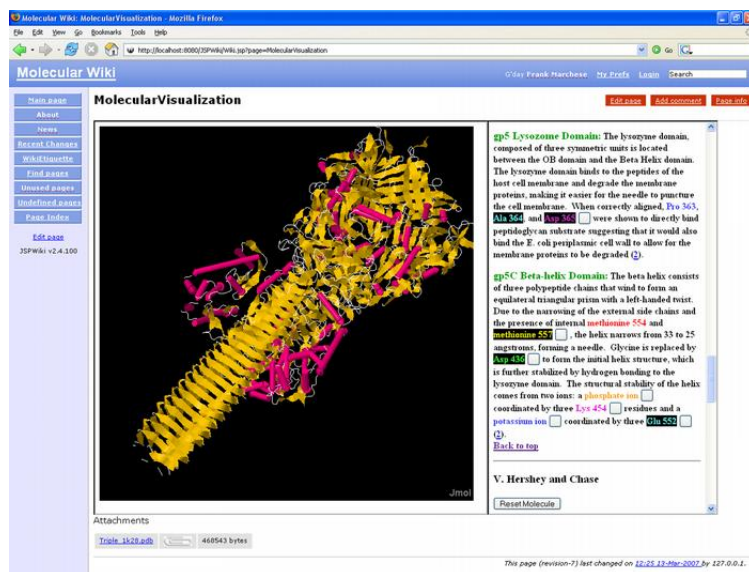 Molecular Wiki: MolecularVisualization - Mozilla Firefox
File Edit View Go Bookmarks Tools Help
http://localhost:8080/JSPWiki/Wiki.jsp?page=MolecularVisualization
Go
Molecular Wiki
G'day Frank Marchese My Prefs Login Search
Main page
About
News
Recent Changes
WikiEtiquette
Find pages
Unused pages
Undefined pages
Page Index
Edit page
JSPWiki v2.4.100
MolecularVisualization
Edit page Add comment Page info
Jmol
gp5 Lysozome Domain: The lysozyme domain,
composed of three symmetric units is located
between the OB domain and the Beta Helix domain.
The lysozyme domain binds to the peptides of the
host cell membrane and degrade the membrane
proteins, making it easier for the needle to puncture
the cell membrane. When correctly aligned, Pro 363,
Ala 364, and Asp 365 were shown to directly bind
peptidoglycan substrate suggesting that it would also
bind the E. coli periplasmic cell wall to allow for the
membrane proteins to be degraded (2).
gp5C Beta-helix Domain: The beta helix consists
of three polypeptide chains that wind to form an
equilateral triangular prism with a left-handed twist.
Due to the narrowing of the external side chains and
the presence of internal methionine 554 and
methionine 557 , the helix narrows from 33 to 25
angstroms, forming a needle. Glycine is replaced by
Asp 436 to form the initial helix structure, which
is further stabilized by hydrogen bonding to the
lysozyme domain. The structural stability of the helix
comes from two ions: a phosphate ion
coordinated by three Lys 454 residues and a
potassium ion coordinated by three Glu 552
(2).
Back to top
V. Hershey and Chase
Reset Molecule
Attachments
Triple_1k28.pdb 468543 bytes
This page (revision-7) last changed on 12:25 13-Mar-2007 by 127.0.0.1.